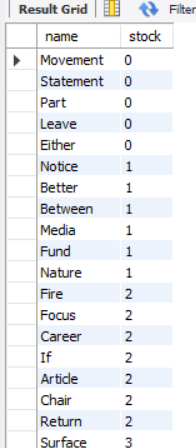 Result Grid Filter
name stock
Movement 0
Statement 0
Part 0
Leave 0
Either 0
Notice 1
Better 1
Between 1
Media 1
Fund 1
Nature 1
Fire 2
Focus 2
Career 2
If 2
Article 2
Chair 2
Return 2
Surface 3